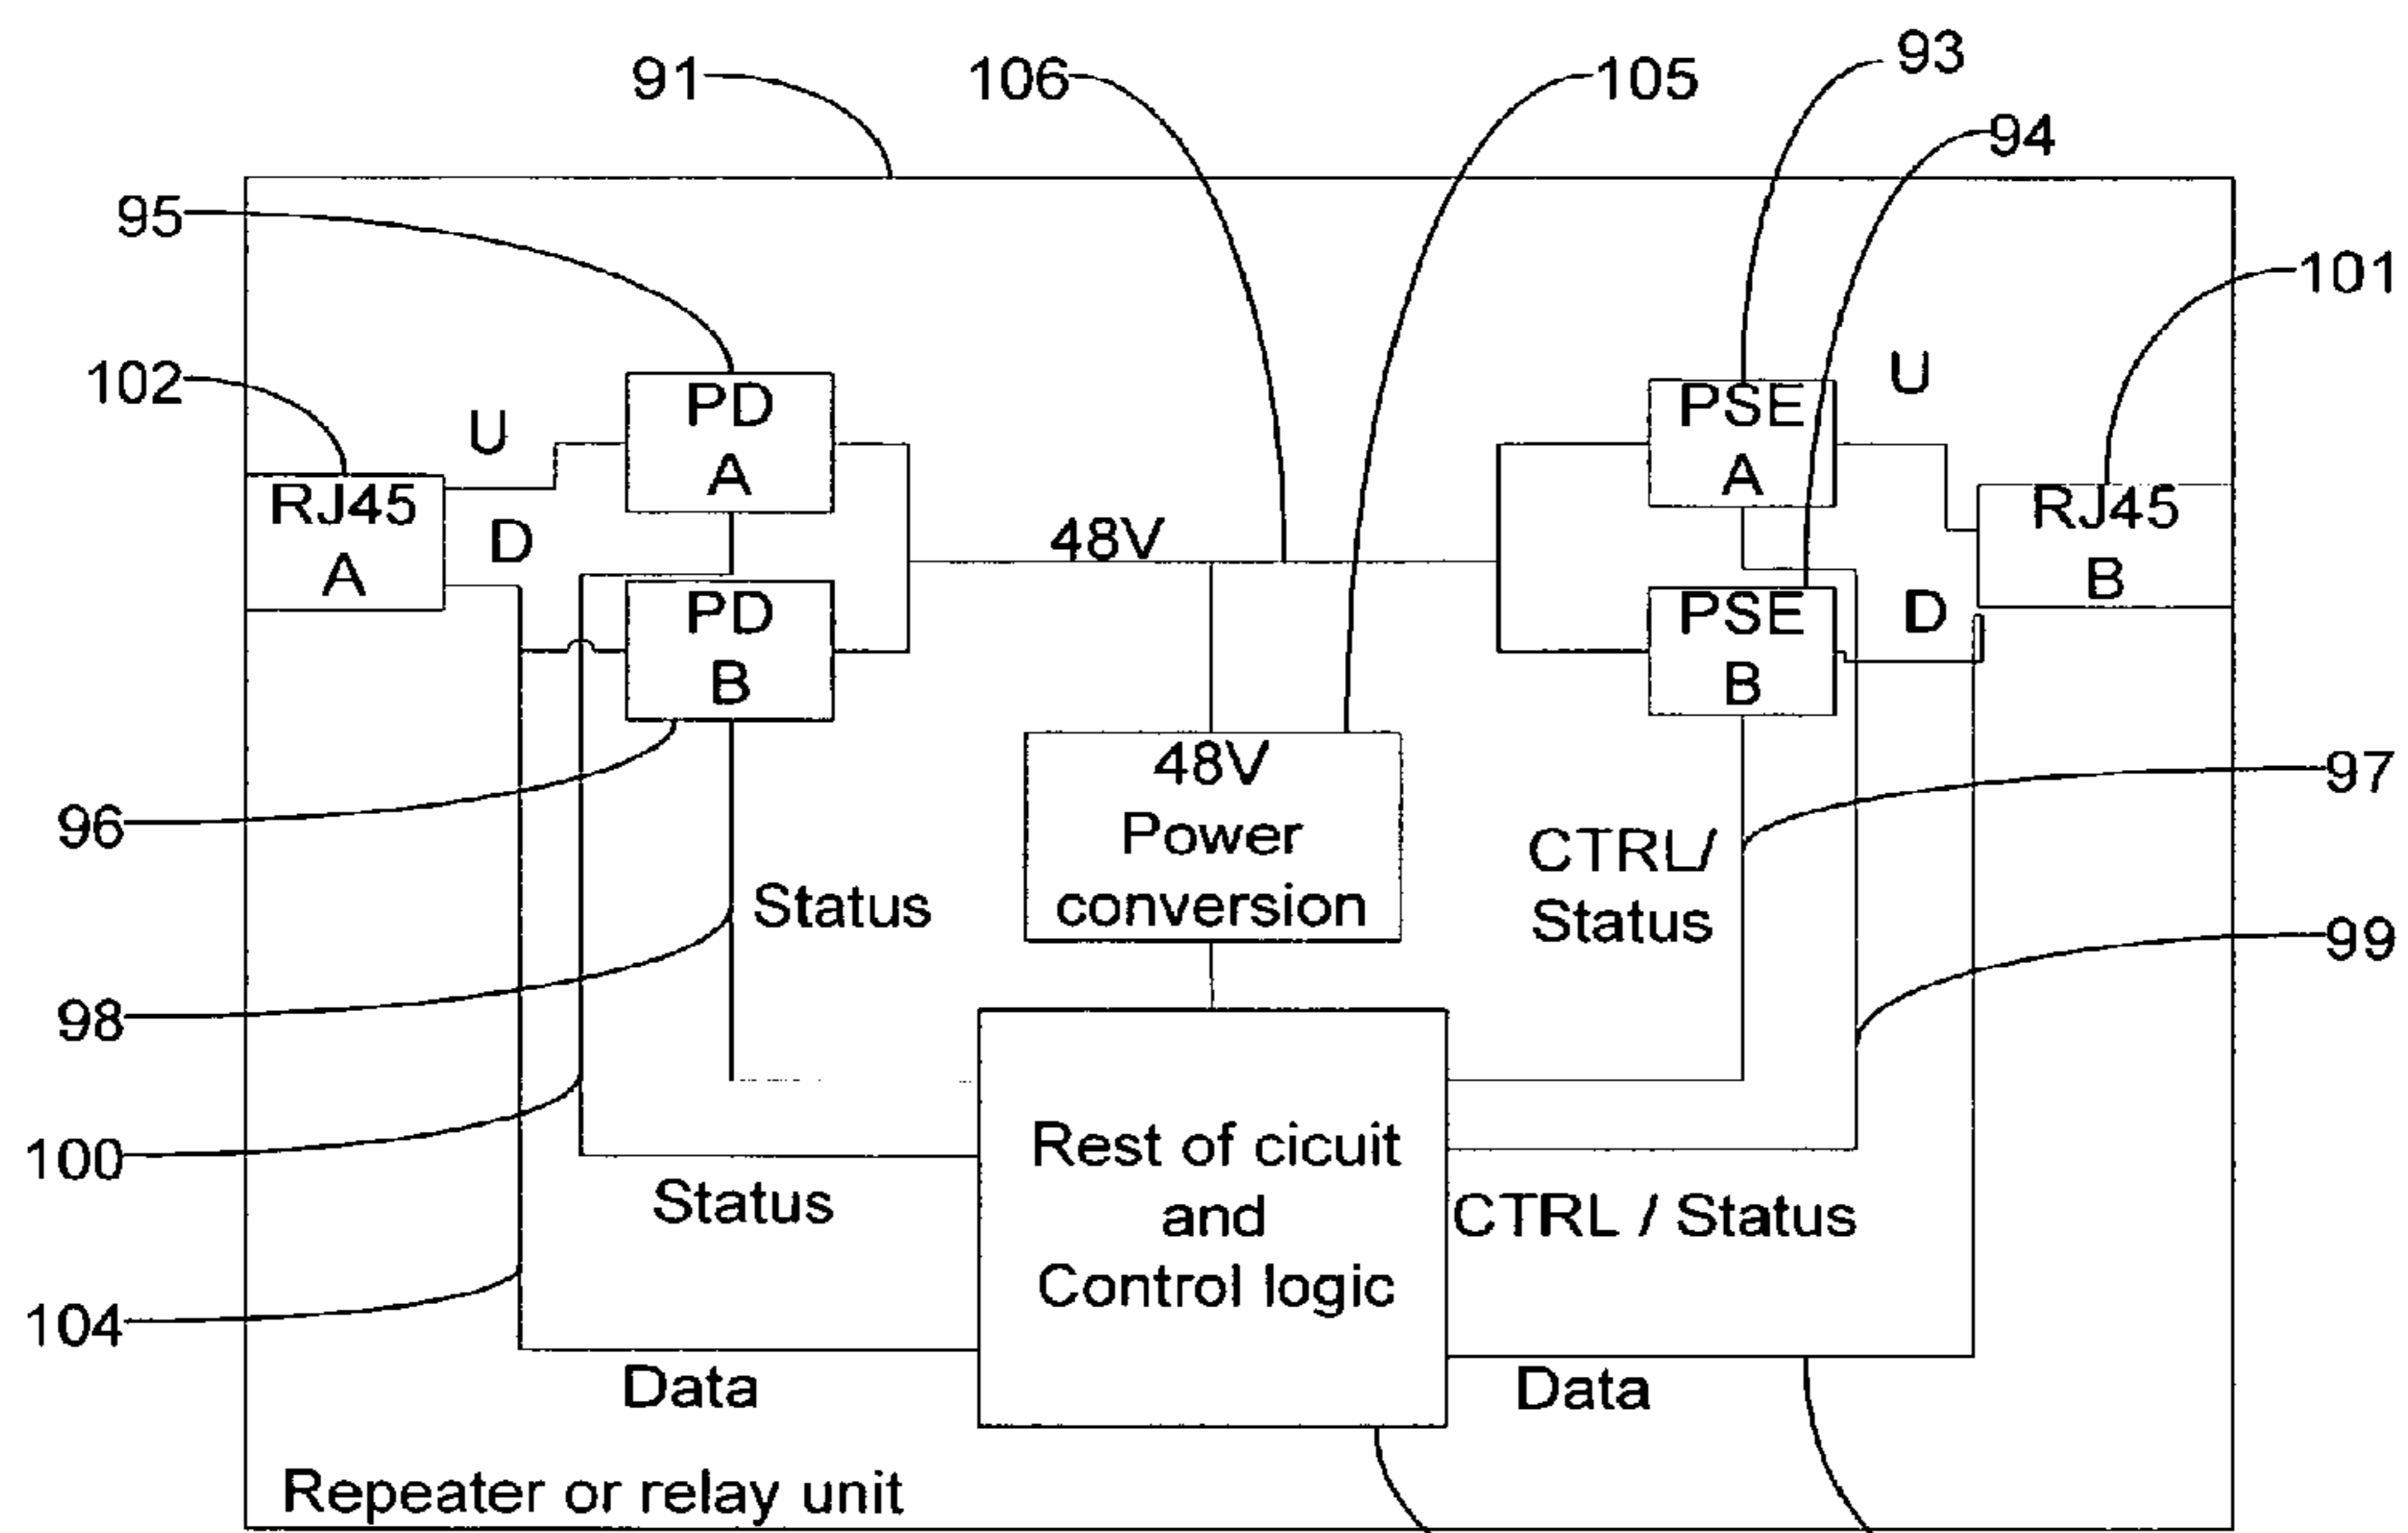 91
106
105
93
94
95
101
102
U
PD
A
PSE
A
U
RJ45
A
D
48V
RJ45
B
PD
B
PSE
B
D
48V
Power
conversion
97
96
CTRL/
Status
Status
99
98
100
Rest of cicuit
and
Control logic
Status
CTRL / Status
104
Data
Data
Repeater or relay unit